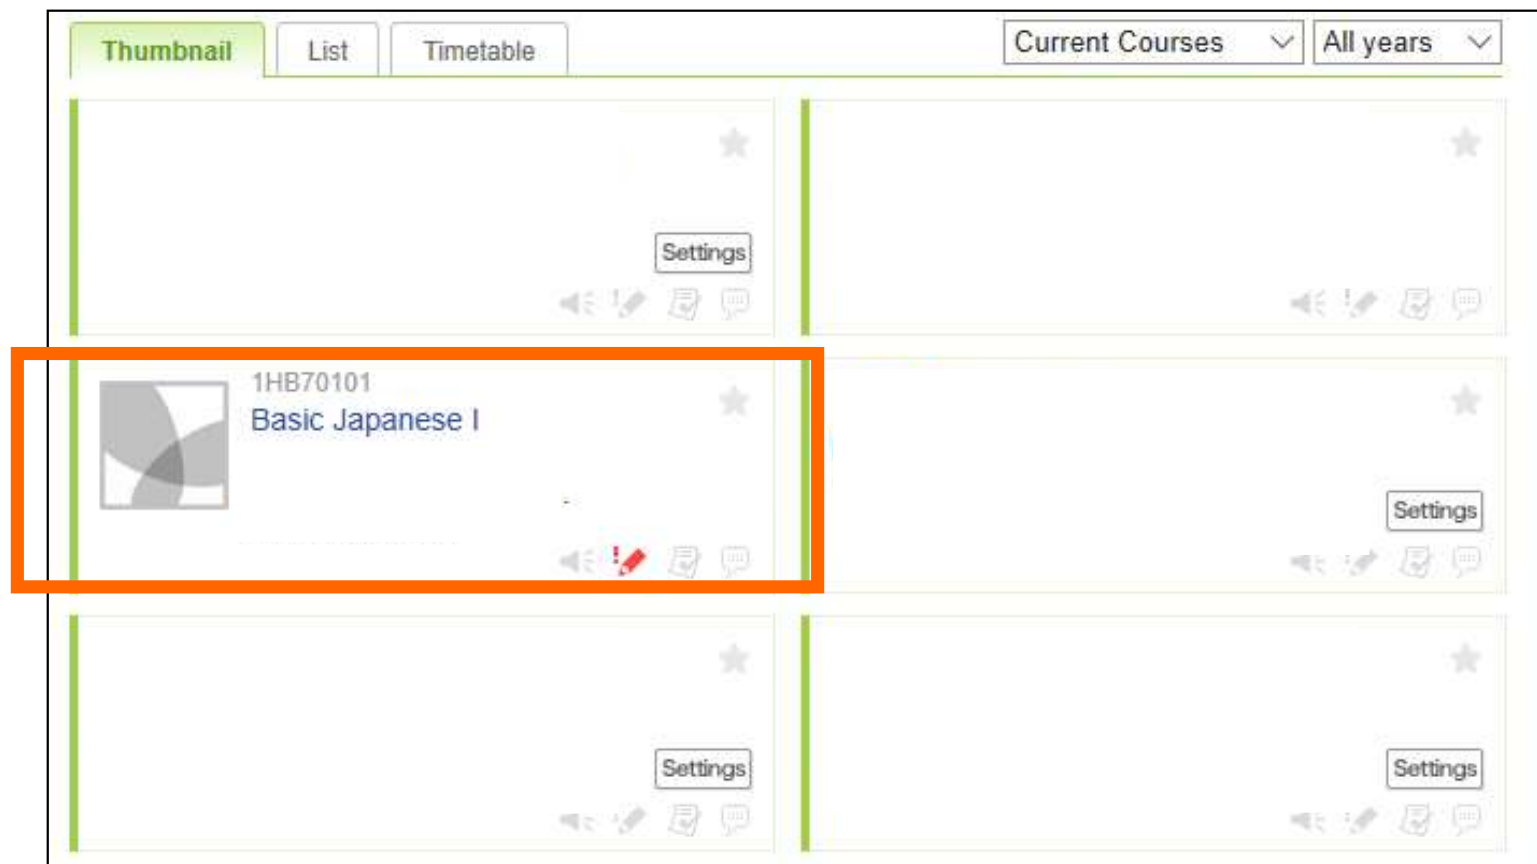 Thumbnail List Timetable Current Courses All years
Settings
1HB70101
Basic Japanese I
Settings
Settings Settings